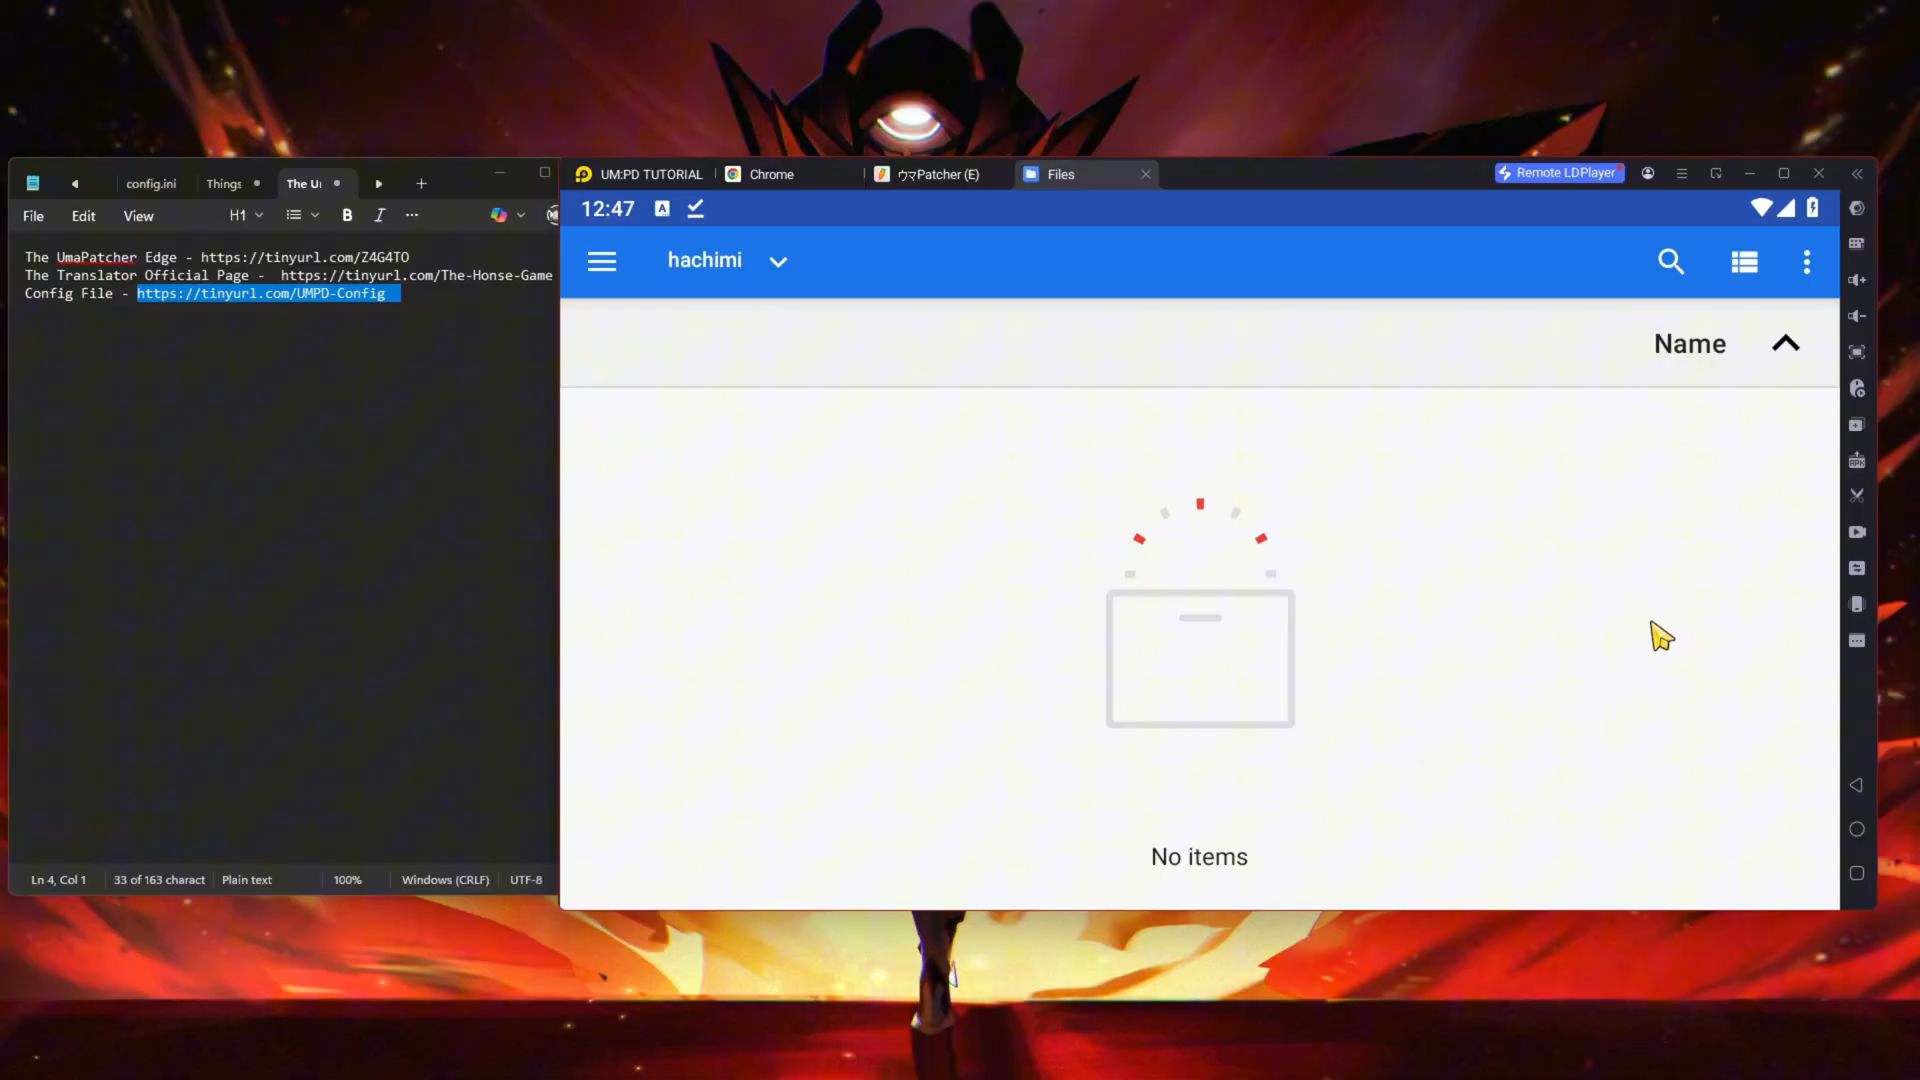 config.ini
Things
The Ui
File
Edit
View
H1
B
I
The UmaPatcher Edge - https://tinyurl.com/Z4G4TO
The Translator Official Page -  https://tinyurl.com/The-Honse-Game
Config File - https://tinyurl.com/UMPD-Config
Ln 4, Col 1
33 of 163 charact
Plain text
100%
Windows (CRLF)
UTF-8
UM:PD TUTORIAL
Chrome
ウマPatcher (E)
Files
Remote LDPlayer
12:47
A
hachimi
Name
No items